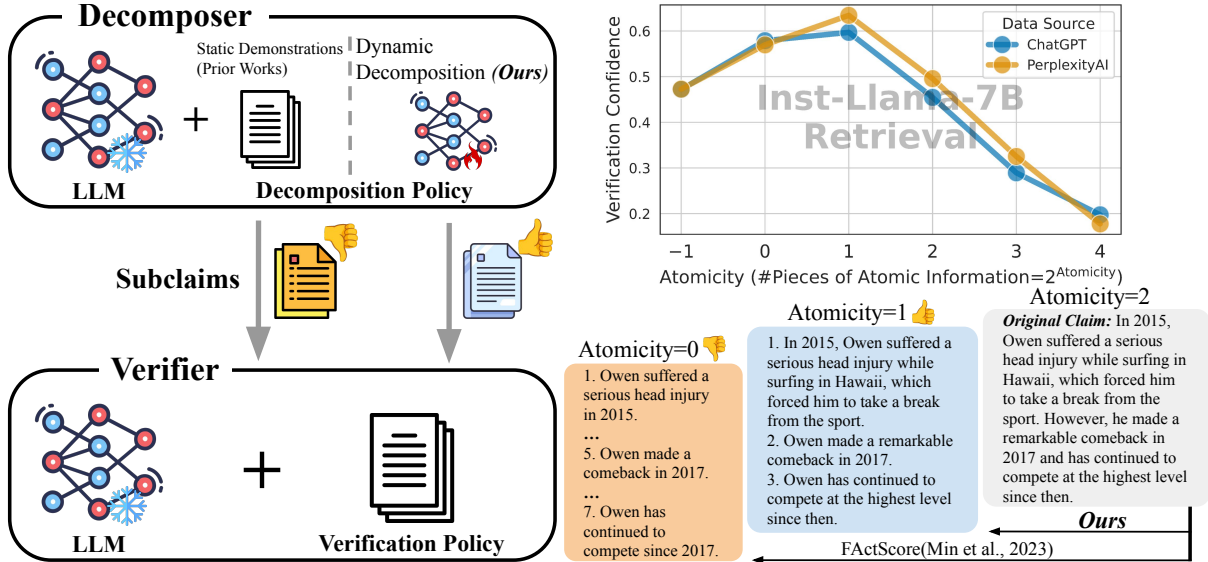 Decomposer
Static Demonstrations
(Prior Works)
Dynamic
Decomposition (Ours)
+
LLM
Decomposition Policy
Subclaims
Verifier
+
LLM
Verification Policy
Verification Confidence
0.6
0.5
0.4
0.3
0.2
Data Source
ChatGPT
PerplexityAI
Inst-Llama-7B
Retrieval
−1 0 1 2 3 4
Atomicity (#Pieces of Atomic Information=2^Atomicity)
Atomicity=0
1. Owen suffered a
serious head injury
in 2015.
...
5. Owen made a
comeback in 2017.
...
7. Owen has
continued to
compete since 2017.
Atomicity=1
1. In 2015, Owen suffered a
serious head injury while
surfing in Hawaii, which
forced him to take a break
from the sport.
2. Owen made a remarkable
comeback in 2017.
3. Owen has continued to
compete at the highest level
since then.
Atomicity=2
Original Claim: In 2015,
Owen suffered a serious
head injury while surfing in
Hawaii, which forced him
to take a break from the
sport. However, he made a
remarkable comeback in
2017 and has continued to
compete at the highest level
since then.
Ours
FActScore(Min et al., 2023)